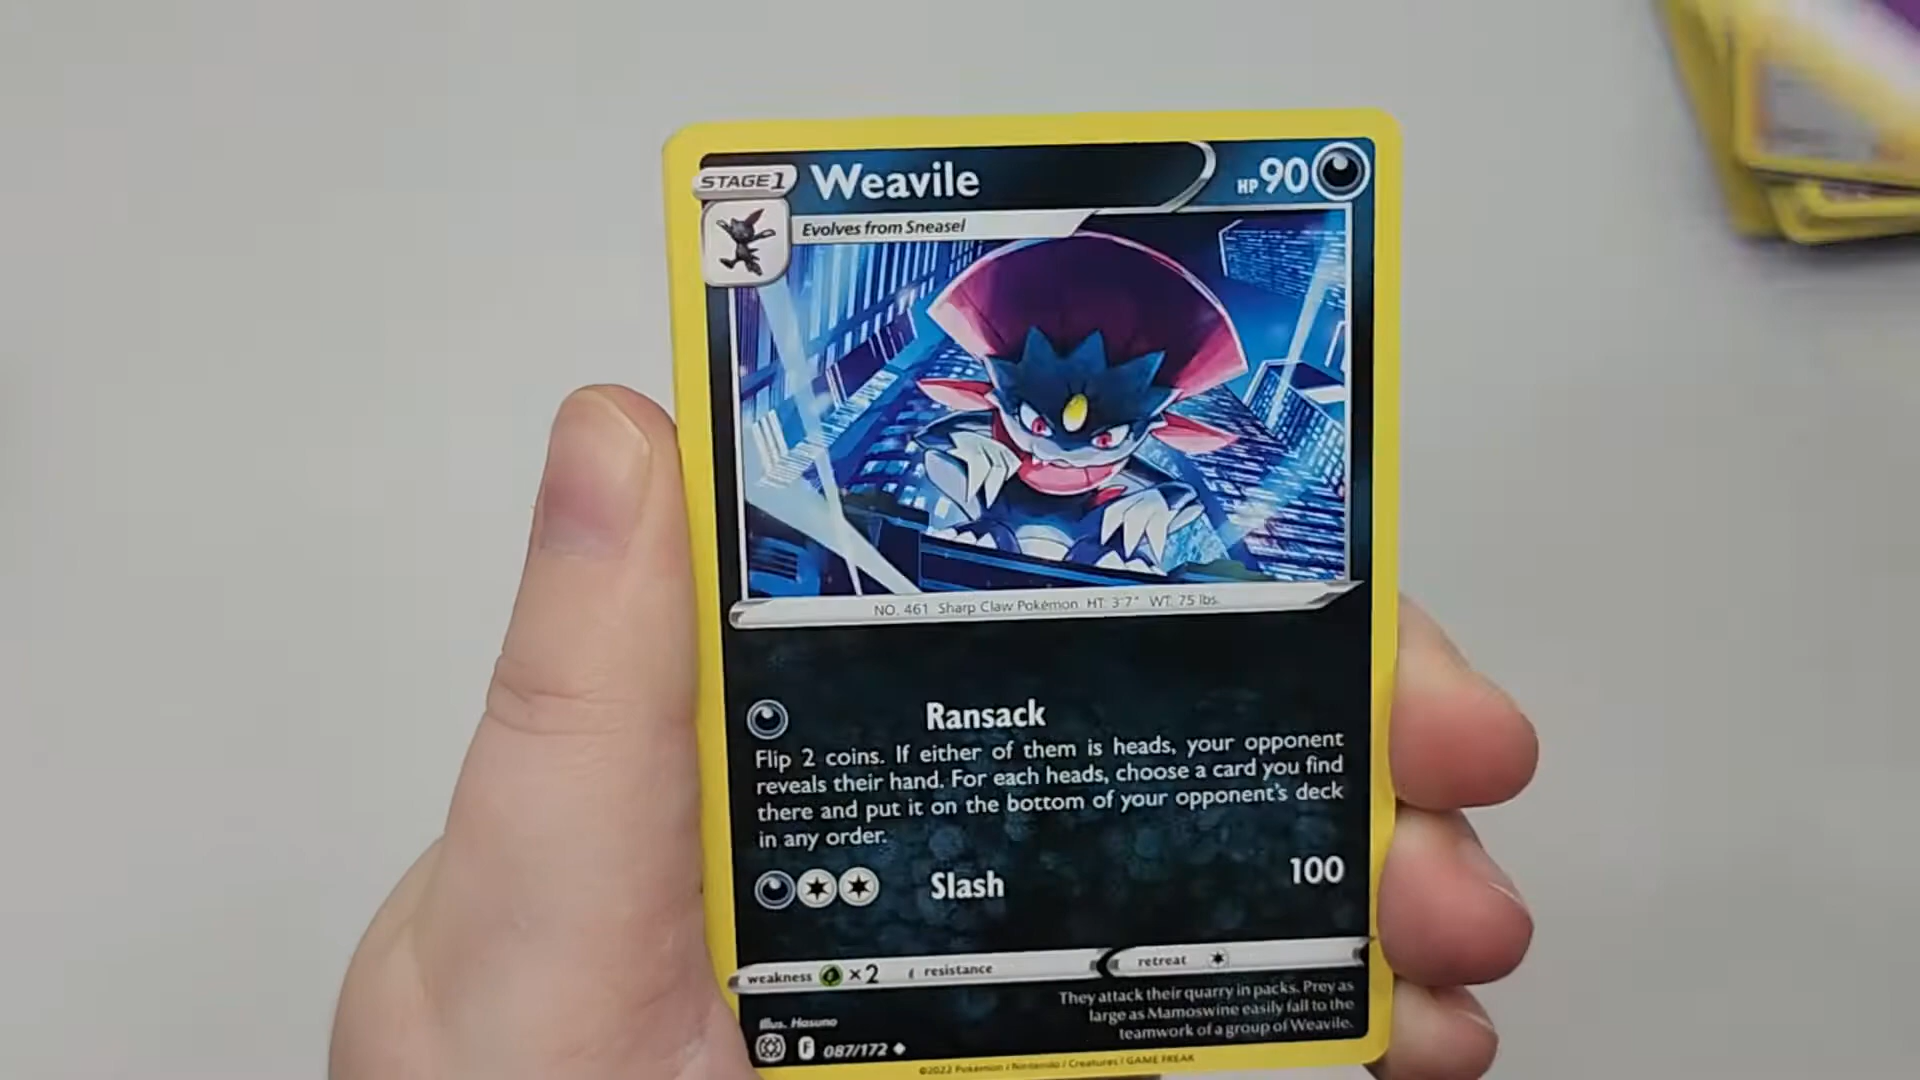 STAGE1
Weavile
HP 90
Evolves from Sneasel
NO. 461 Sharp Claw Pokémon HT: 3'7" WT: 75 lbs.
Ransack
Flip 2 coins. If either of them is heads, your opponent
reveals their hand. For each heads, choose a card you find
there and put it on the bottom of your opponent's deck
in any order.
Slash 100
weakness ×2 resistance retreat
They attack their quarry in packs. Prey as
large as Mamoswine easily fall to the
teamwork of a group of Weavile.
Illus. Hasuno
F 087/172
©2022 Pokémon / Nintendo / Creatures / GAME FREAK